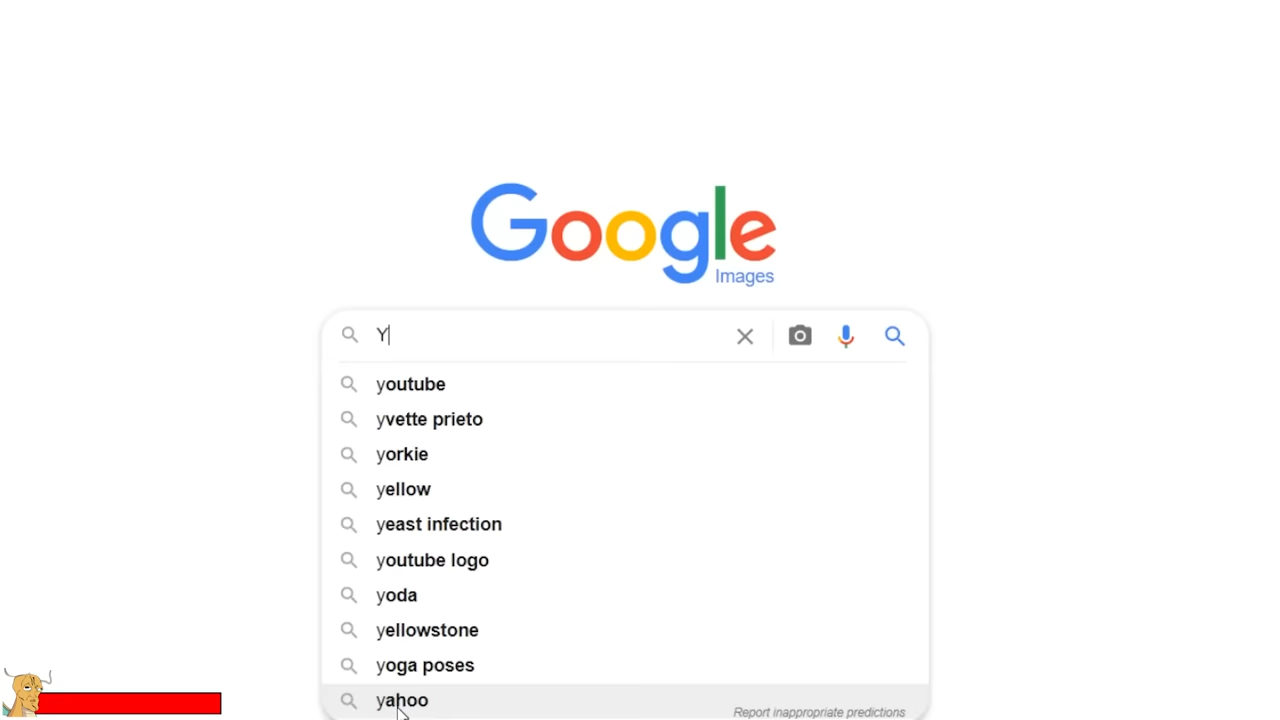 Google
Images
Y
youtube
yvette prieto
yorkie
yellow
yeast infection
youtube logo
yoda
yellowstone
yoga poses
yahoo
Report inappropriate predictions